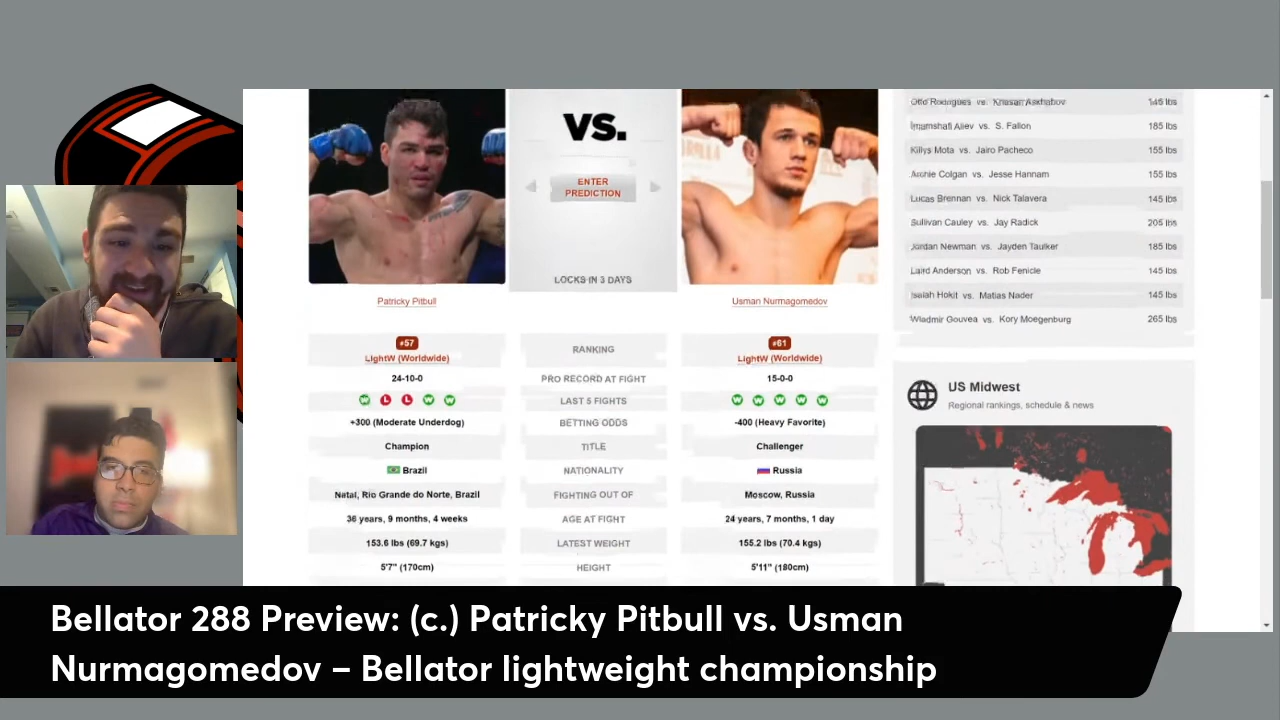 VS.
ENTER
PREDICTION
LOCKS IN 3 DAYS
Patricky Pitbull
Usman Nurmagomedov
#57 RANKING #61
LightW (Worldwide) LightW (Worldwide)
24-10-0 PRO RECORD AT FIGHT 15-0-0
W L L W W LAST 5 FIGHTS W W W W W
+300 (Moderate Underdog) BETTING ODDS -400 (Heavy Favorite)
Champion TITLE Challenger
Brazil NATIONALITY Russia
Natal, Rio Grande do Norte, Brazil FIGHTING OUT OF Moscow, Russia
36 years, 9 months, 4 weeks AGE AT FIGHT 24 years, 7 months, 1 day
153.6 lbs (69.7 kgs) LATEST WEIGHT 155.2 lbs (70.4 kgs)
5'7" (170cm) HEIGHT 5'11" (180cm)
Otto Rodrigues vs. Khasan Askhabov 145 lbs
Imamshafi Aliev vs. S. Fallon 185 lbs
Killys Mota vs. Jairo Pacheco 155 lbs
Archie Colgan vs. Jesse Hannam 155 lbs
Lucas Brennan vs. Nick Talavera 145 lbs
Sullivan Cauley vs. Jay Radick 205 lbs
Jordan Newman vs. Jayden Taulker 185 lbs
Laird Anderson vs. Rob Fenicle 145 lbs
Isaiah Hokit vs. Matias Nader 145 lbs
Wladmir Gouvea vs. Kory Moegenburg 265 lbs
US Midwest
Regional rankings, schedule & news
Bellator 288 Preview: (c.) Patricky Pitbull vs. Usman
Nurmagomedov – Bellator lightweight championship